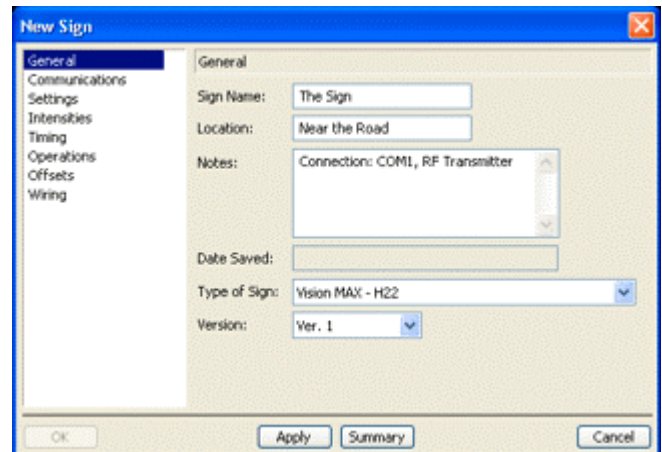 New Sign
General
Communications
Settings
Intensities
Timing
Operations
Offsets
Wiring
General
Sign Name: The Sign
Location: Near the Road
Notes: Connection: COM1, RF Transmitter
Date Saved:
Type of Sign: Vision MAX - H22
Version: Ver. 1
OK Apply Summary Cancel